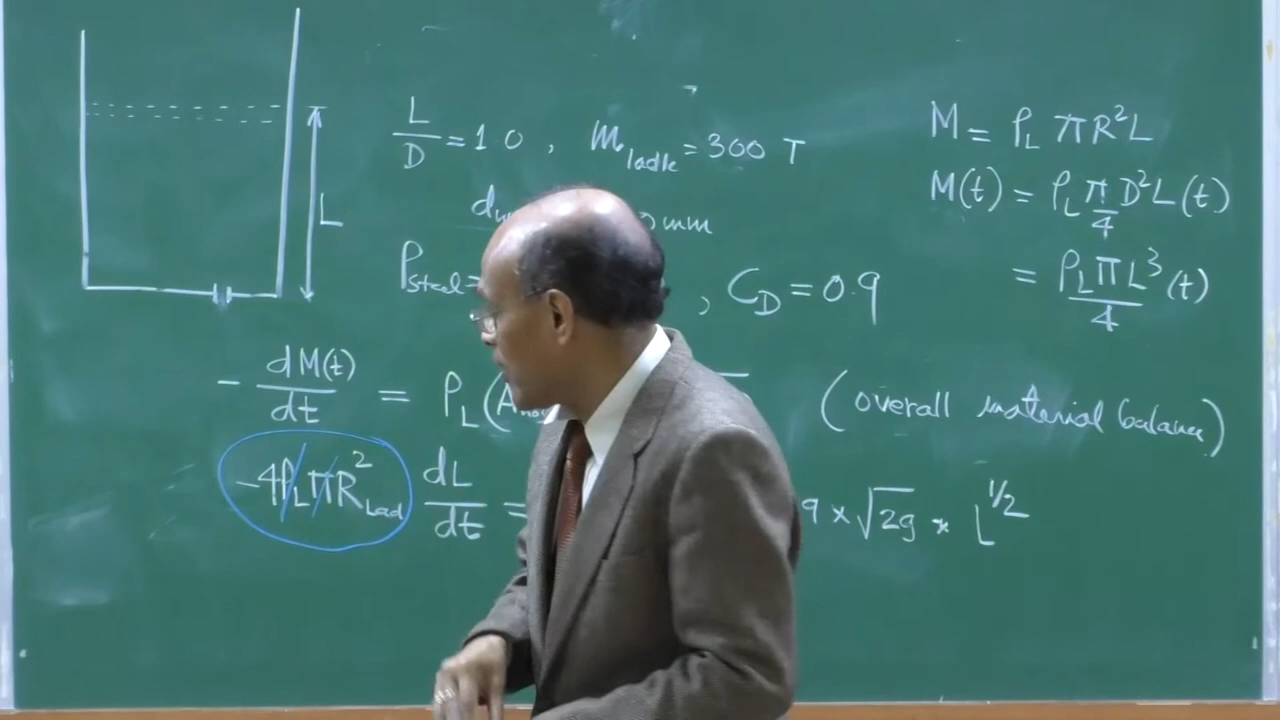 L
L/D = 1 0 , m_ladle = 300 T
mm
ρ_steel = , C_D = 0.9
M = ρ_L π R² L
M(t) = ρ_L π/4 D² L(t)
= ρ_L π L³/4 (t)
- dM(t)/dt = ρ_L (A (overall material balance)
-4ρ_L π R²_Lad dL/dt = 9 × √2g * L^1/2